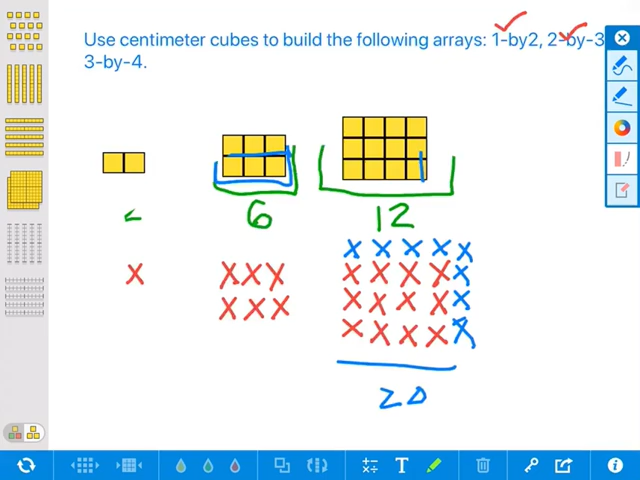 Use centimeter cubes to build the following arrays: 1-by2, 2-by-3
3-by-4.
6 12
X X X X X
X X X X X X X X X
X X X X X X X X
X X X X X
20